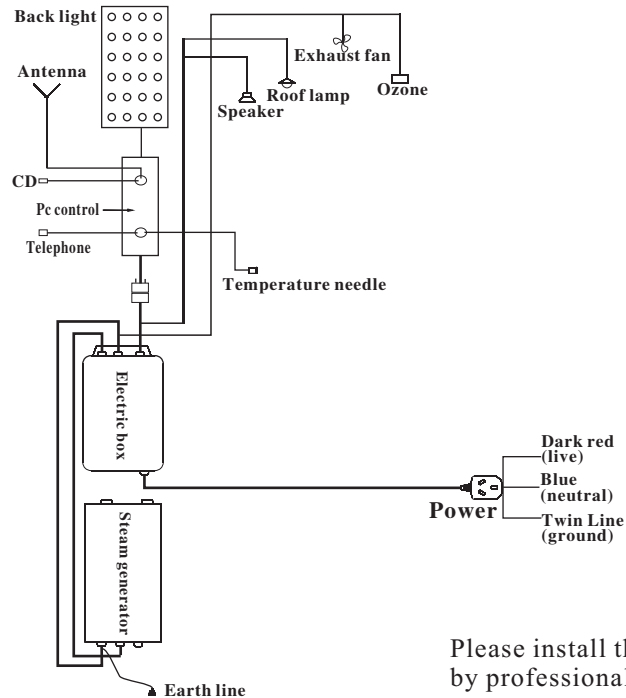 Back light
Antenna
Exhaust fan
Ozone
Roof lamp
Speaker
CD
Pc control
Telephone
Temperature needle
Electric box
Dark red
(live)
Blue
(neutral)
Power
Twin Line
(ground)
Steam generator
Please install
by professional
Earth line